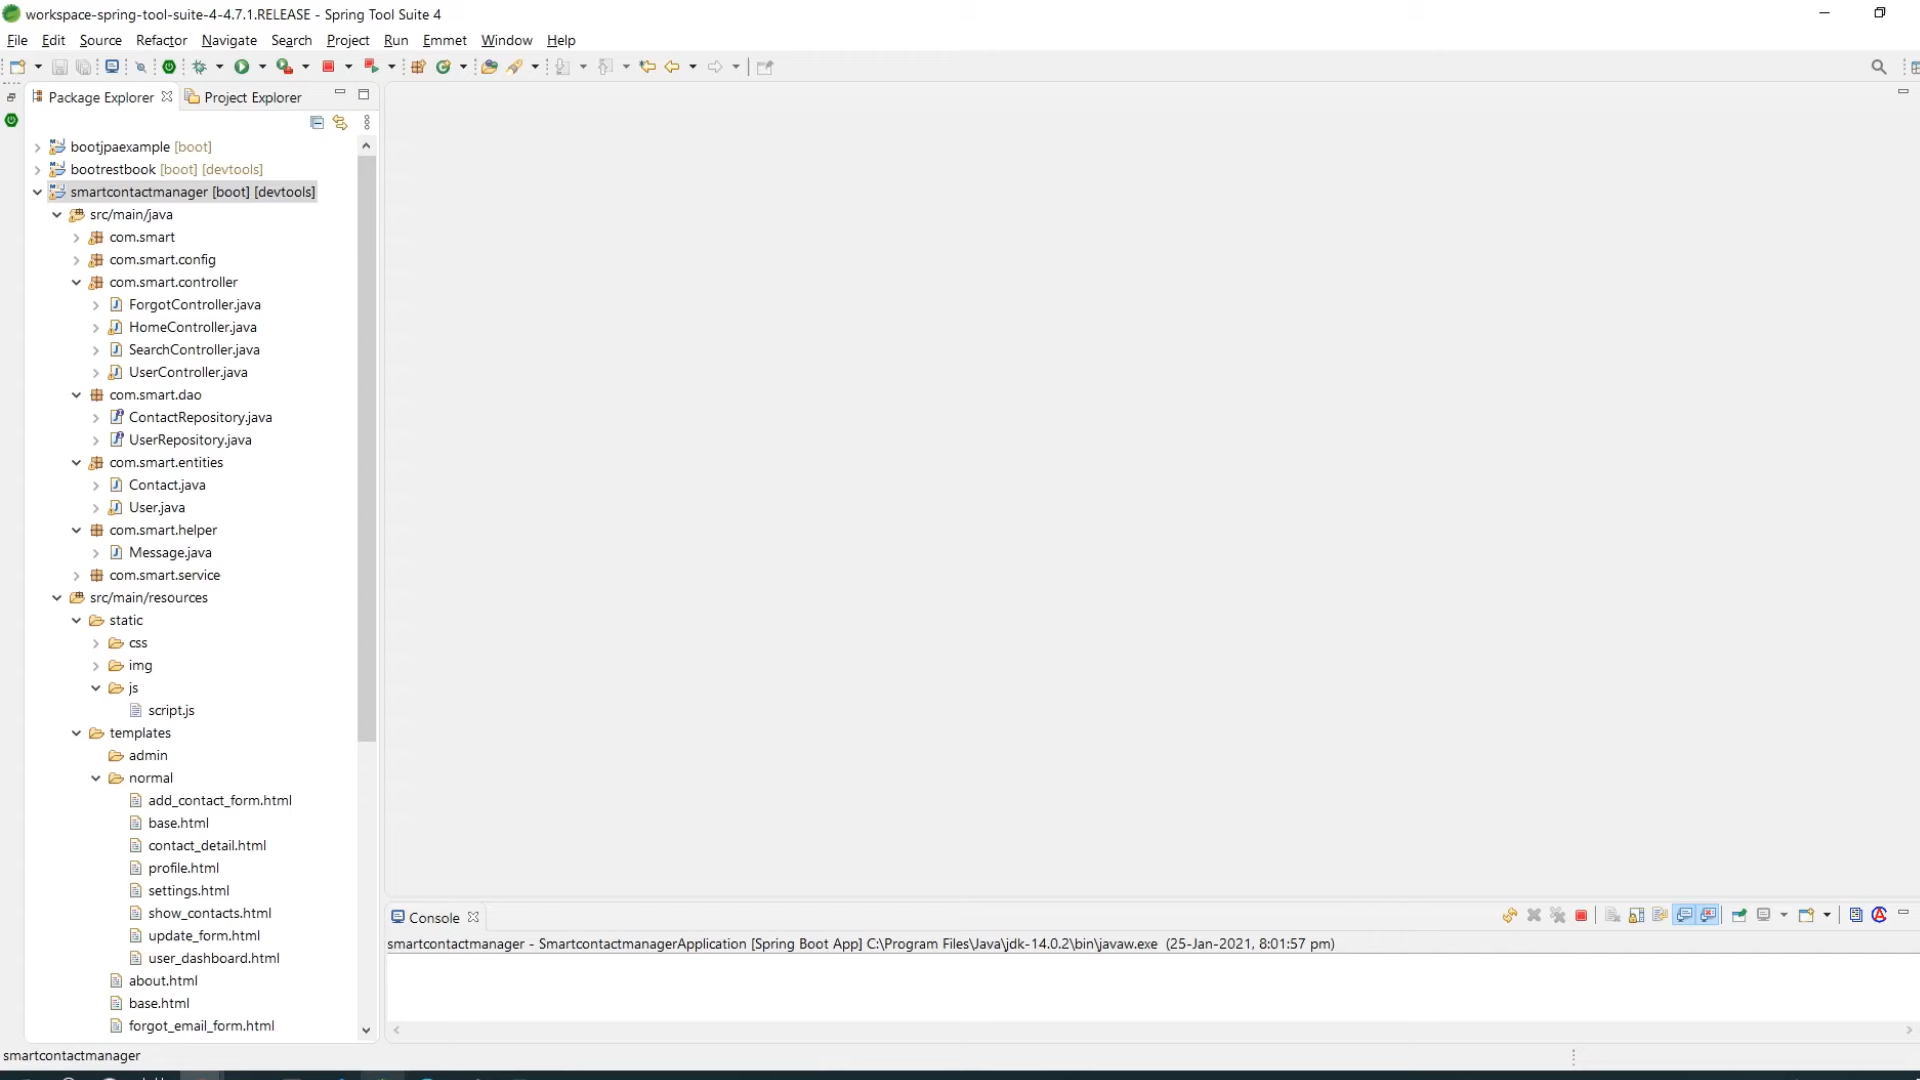 workspace-spring-tool-suite-4-4.7.1.RELEASE - Spring Tool Suite 4
File Edit Source Refactor Navigate Search Project Run Emmet Window Help
Package Explorer Project Explorer
bootjpaexample [boot]
bootrestbook [boot] [devtools]
smartcontactmanager [boot] [devtools]
src/main/java
com.smart
com.smart.config
com.smart.controller
ForgotController.java
HomeController.java
SearchController.java
UserController.java
com.smart.dao
ContactRepository.java
UserRepository.java
com.smart.entities
Contact.java
User.java
com.smart.helper
Message.java
com.smart.service
src/main/resources
static
css
img
js
script.js
templates
admin
normal
add_contact_form.html
base.html
contact_detail.html
profile.html
settings.html
show_contacts.html
update_form.html
user_dashboard.html
about.html
base.html
forgot_email_form.html
Console
smartcontactmanager - SmartcontactmanagerApplication [Spring Boot App] C:\Program Files\Java\jdk-14.0.2\bin\javaw.exe (25-Jan-2021, 8:01:57 pm)
smartcontactmanager